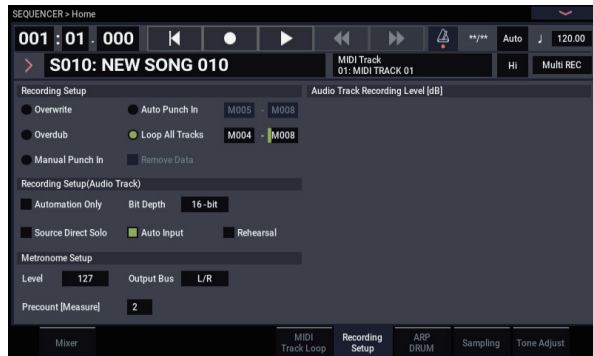 SEQUENCER > Home
001 : 01 . 000 **/** Auto ♩ 120.00
S010: NEW SONG 010 MIDI Track Hi Multi REC
01: MIDI TRACK 01
Recording Setup Audio Track Recording Level [dB]
Overwrite Auto Punch In M005 - M008
Overdub Loop All Tracks M004 - M008
Manual Punch In Remove Data
Recording Setup(Audio Track)
Automation Only Bit Depth 16-bit
Source Direct Solo Auto Input Rehearsal
Metronome Setup
Level 127 Output Bus L/R
Precount [Measure] 2
Mixer MIDI Track Loop Recording Setup ARP DRUM Sampling Tone Adjust